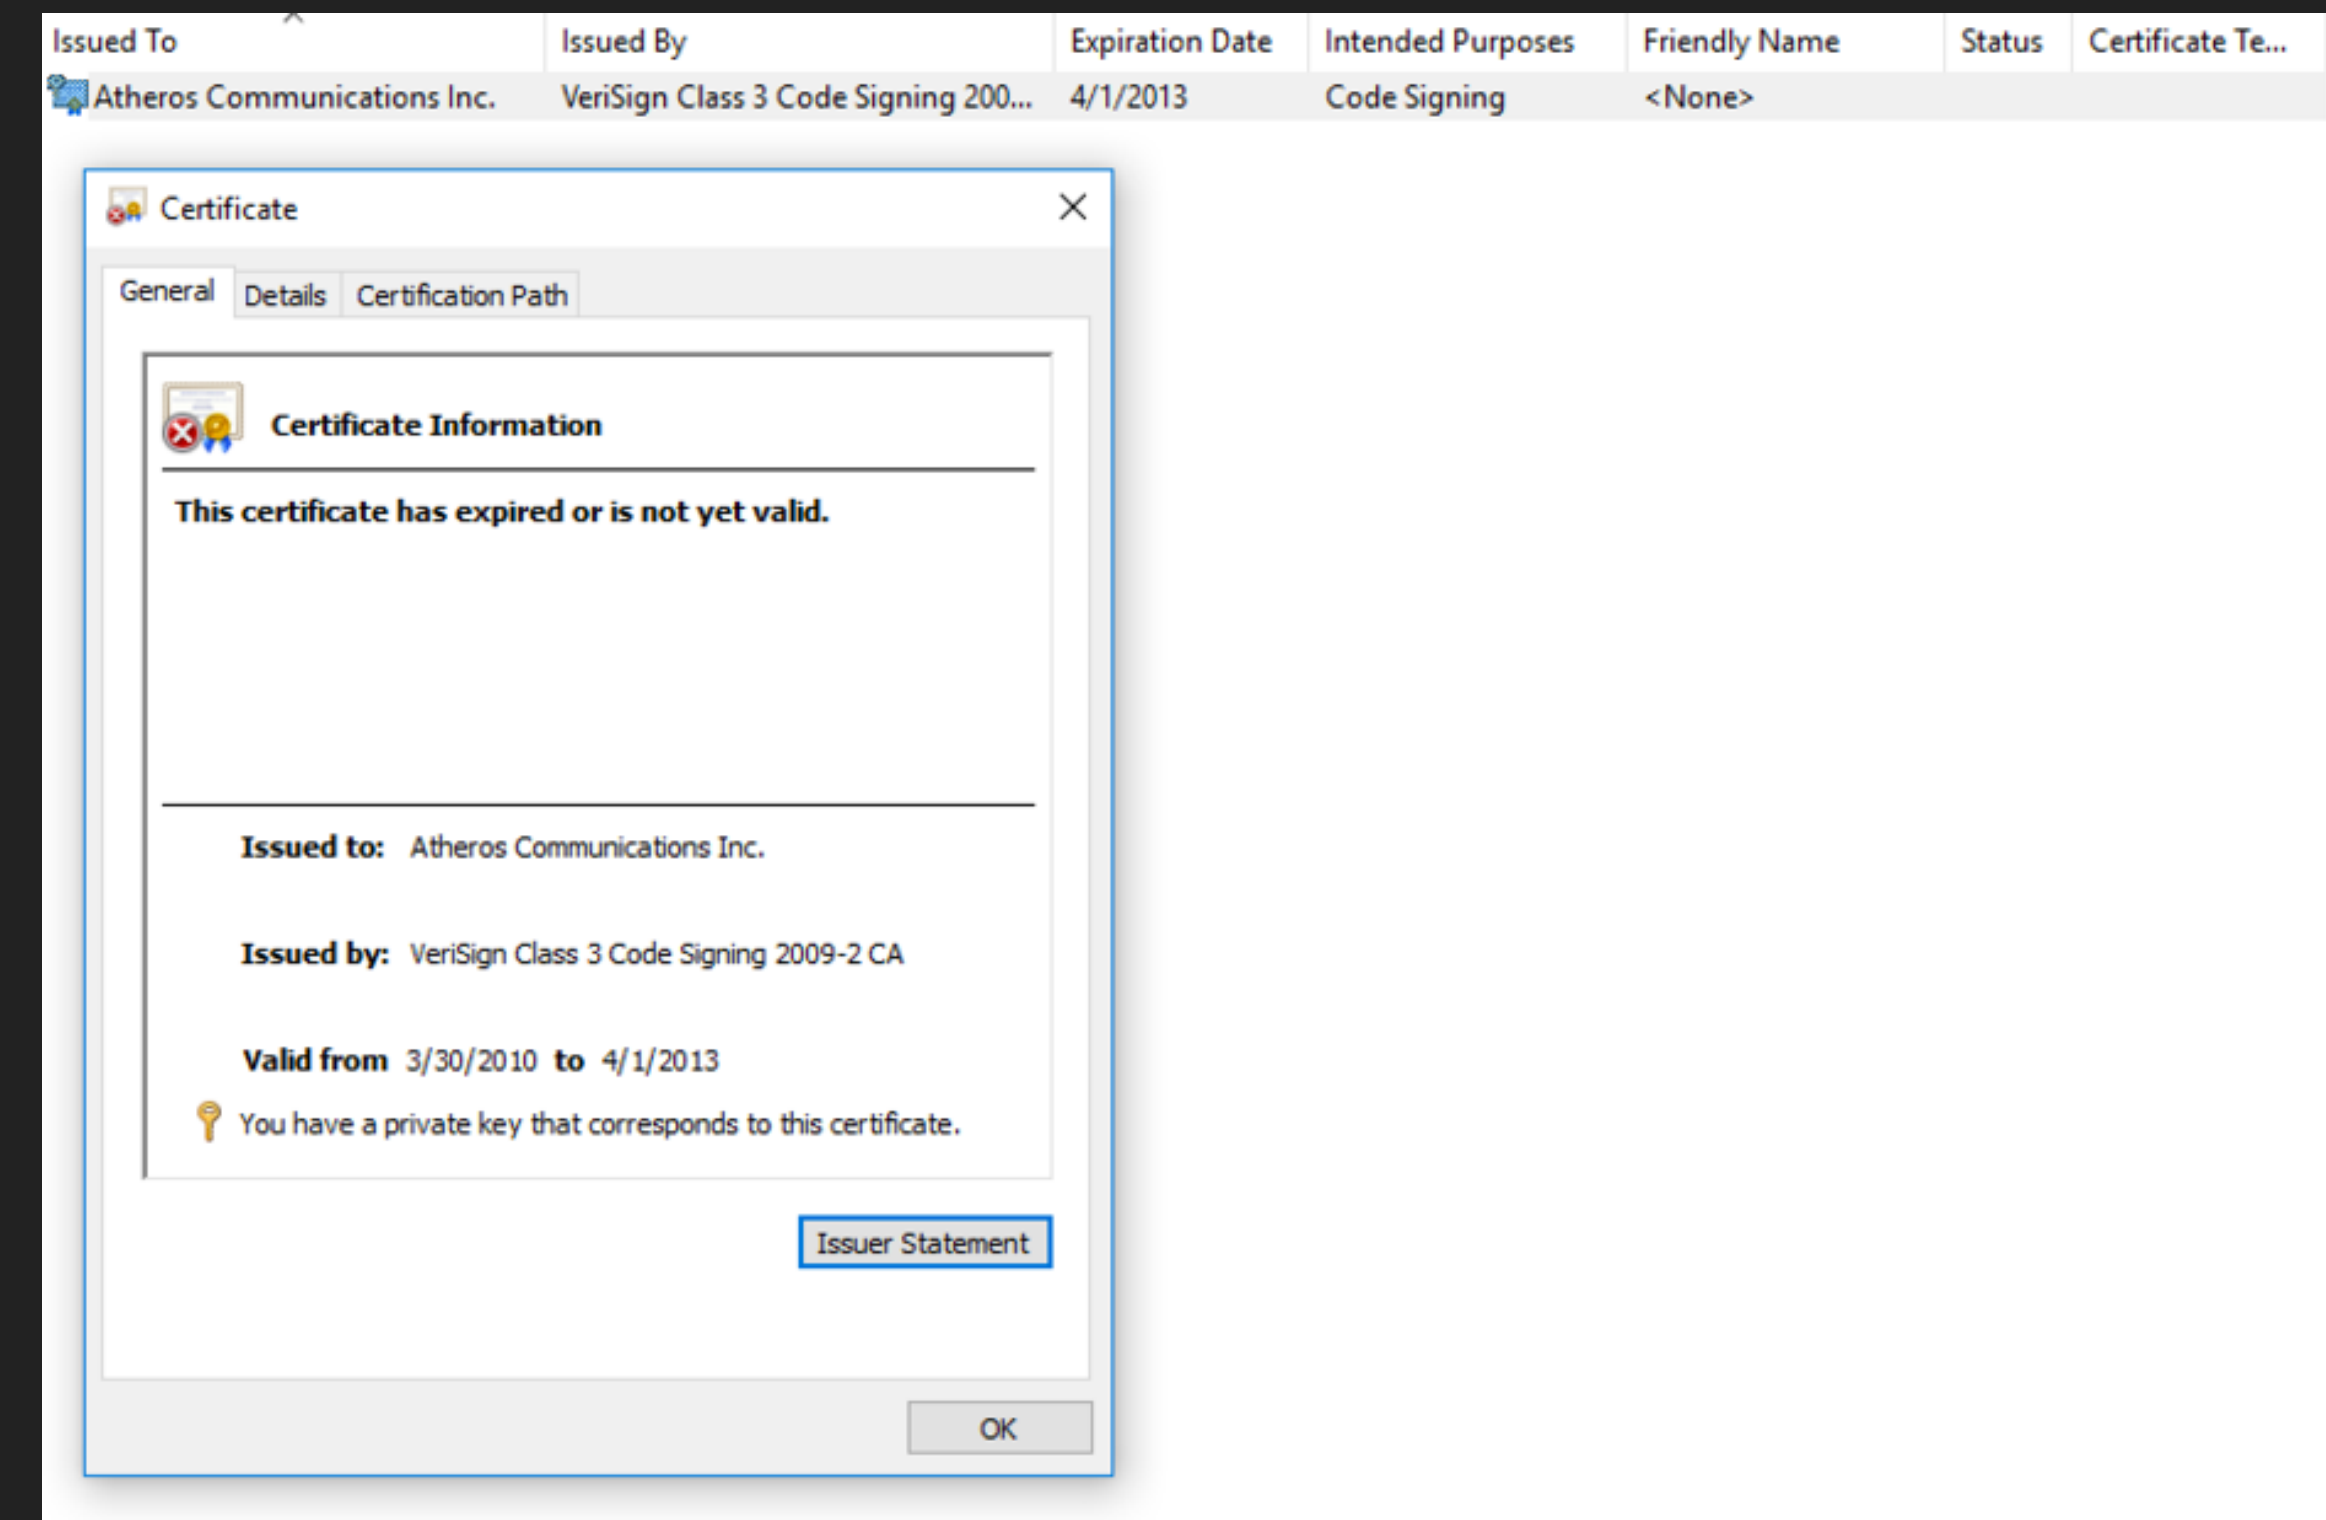 Issued To Issued By Expiration Date Intended Purposes Friendly Name Status Certificate Te...
Atheros Communications Inc. VeriSign Class 3 Code Signing 200... 4/1/2013 Code Signing <None>
Certificate
General Details Certification Path
Certificate Information
This certificate has expired or is not yet valid.
Issued to: Atheros Communications Inc.
Issued by: VeriSign Class 3 Code Signing 2009-2 CA
Valid from 3/30/2010 to 4/1/2013
You have a private key that corresponds to this certificate.
Issuer Statement
OK